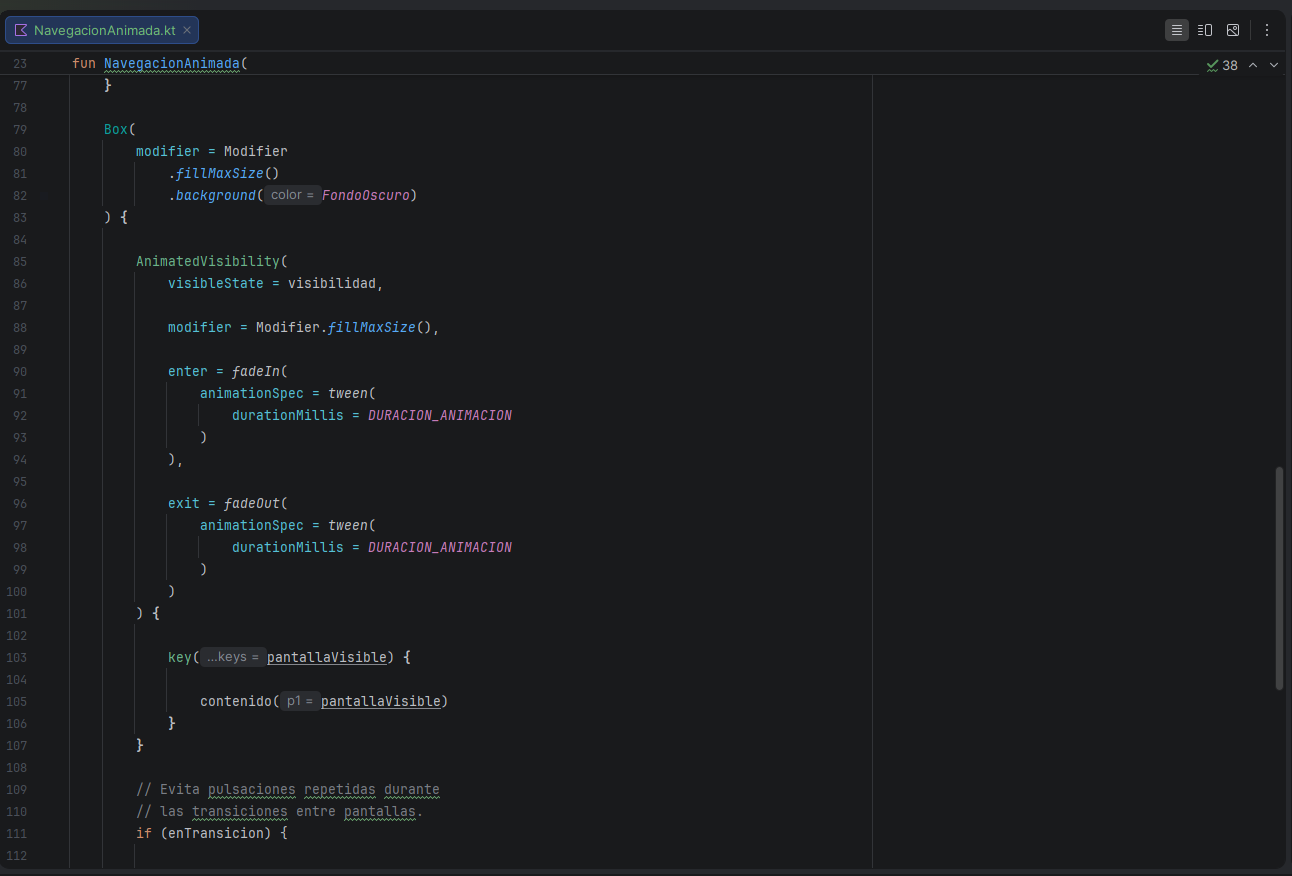 NavegacionAnimada.kt
23 fun NavegacionAnimada(
38
77 }
78
79 Box(
80 modifier = Modifier
81 .fillMaxSize()
82 .background( color = FondoOscuro)
83 ) {
84
85 AnimatedVisibility(
86 visibleState = visibilidad,
87
88 modifier = Modifier.fillMaxSize(),
89
90 enter = fadeIn(
91 animationSpec = tween(
92 durationMillis = DURACION_ANIMACION
93 )
94 ),
95
96 exit = fadeOut(
97 animationSpec = tween(
98 durationMillis = DURACION_ANIMACION
99 )
100 )
101 ) {
102
103 key( ...keys = pantallaVisible) {
104
105 contenido( p1 = pantallaVisible)
106 }
107 }
108
109 // Evita pulsaciones repetidas durante
110 // las transiciones entre pantallas.
111 if (enTransicion) {
112